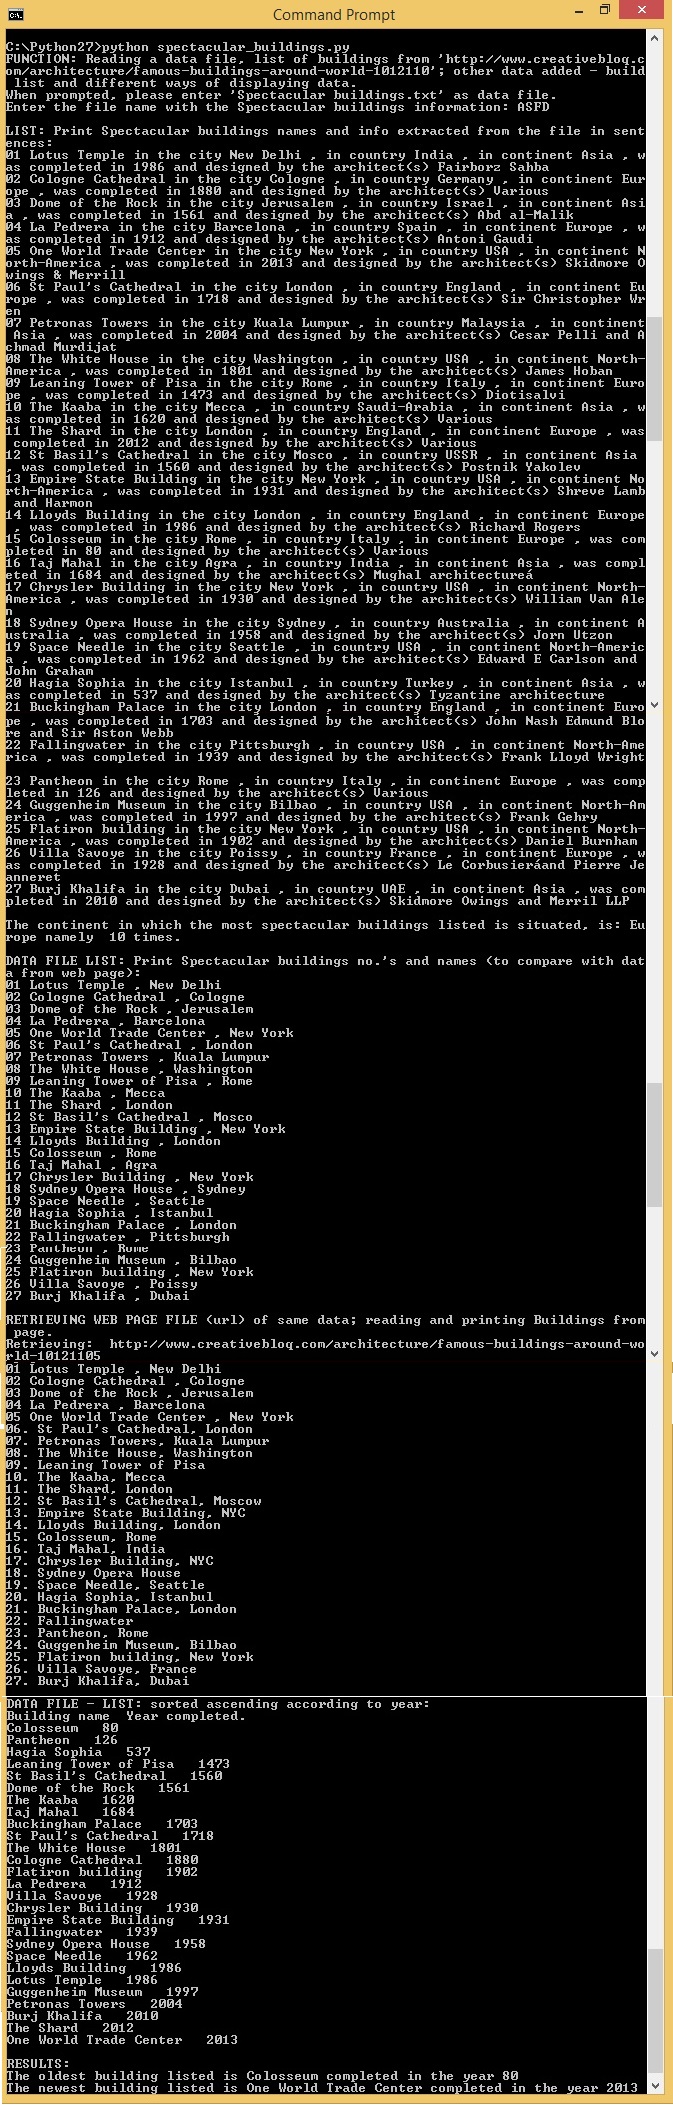 Command Prompt
C:\Python27>python spectacular_buildings.py
FUNCTION: Reading a data file, list of buildings from 'http://www.creativebloq.c
om/architecture/famous-buildings-around-world-1012110'; other data added - build
 list and different ways of displaying data.
When prompted, please enter 'Spectacular buildings.txt' as data file.
Enter the file name with the Spectacular buildings information: ASFD
LIST: Print Spectacular buildings names and info extracted from the file in sent
ences:
01 Lotus Temple in the city New Delhi , in country India , in continent Asia , w
as completed in 1986 and designed by the architect(s) Fairborz Sahba
02 Cologne Cathedral in the city Cologne , in country Germany , in continent Eur
ope , was completed in 1880 and designed by the architect(s) Various
03 Dome of the Rock in the city Jerusalem , in country Israel , in continent Asi
a , was completed in 1561 and designed by the architect(s) Abd al-Malik
04 La Pedrera in the city Barcelona , in country Spain , in continent Europe , w
as completed in 1912 and designed by the architect(s) Antoni Gaudi
05 One World Trade Center in the city New York , in country USA , in continent N
orth-America , was completed in 2013 and designed by the architect(s) Skidmore O
wings & Merrill
06 St Paul's Cathedral in the city London , in country England , in continent Eu
rope , was completed in 1718 and designed by the architect(s) Sir Christopher Wr
en
07 Petronas Towers in the city Kuala Lumpur , in country Malaysia , in continent
 Asia , was completed in 2004 and designed by the architect(s) Cesar Pelli and A
chmad Murdijat
08 The White House in the city Washington , in country USA , in continent North-
America , was completed in 1801 and designed by the architect(s) James Hoban
09 Leaning Tower of Pisa in the city Rome , in country Italy , in continent Euro
pe , was completed in 1473 and designed by the architect(s) Diotisalvi
10 The Kaaba in the city Mecca , in country Saudi-Arabia , in continent Asia , w
as completed in 1620 and designed by the architect(s) Various
11 The Shard in the city London , in country England , in continent Europe , was
 completed in 2012 and designed by the architect(s) Various
12 St Basil's Cathedral in the city Mosco , in country USSR , in continent Asia
, was completed in 1560 and designed by the architect(s) Postnik Yakolev
13 Empire State Building in the city New York , in country USA , in continent No
rth-America , was completed in 1931 and designed by the architect(s) Shreve Lamb
 and Harmon
14 Lloyds Building in the city London , in country England , in continent Europe
 , was completed in 1986 and designed by the architect(s) Richard Rogers
15 Colosseum in the city Rome , in country Italy , in continent Europe , was com
pleted in 80 and designed by the architect(s) Various
16 Taj Mahal in the city Agra , in country India , in continent Asia , was compl
eted in 1684 and designed by the architect(s) Mughal architectureá
17 Chrysler Building in the city New York , in country USA , in continent North-
America , was completed in 1930 and designed by the architect(s) William Van Ale
n
18 Sydney Opera House in the city Sydney , in country Australia , in continent A
ustralia , was completed in 1958 and designed by the architect(s) Jorn Utzon
19 Space Needle in the city Seattle , in country USA , in continent North-Americ
a , was completed in 1962 and designed by the architect(s) Edward E Carlson and
John Graham
20 Hagia Sophia in the city Istanbul , in country Turkey , in continent Asia , w
as completed in 537 and designed by the architect(s) Tyzantine architecture
21 Buckingham Palace in the city London , in country England , in continent Euro
pe , was completed in 1703 and designed by the architect(s) John Nash Edmund Blo
re and Sir Aston Webb
22 Fallingwater in the city Pittsburgh , in country USA , in continent North-Ame
rica , was completed in 1939 and designed by the architect(s) Frank Lloyd Wright
23 Pantheon in the city Rome , in country Italy , in continent Europe , was comp
leted in 126 and designed by the architect(s) Various
24 Guggenheim Museum in the city Bilbao , in country USA , in continent North-Am
erica , was completed in 1997 and designed by the architect(s) Frank Gehry
25 Flatiron building in the city New York , in country USA , in continent North-
America , was completed in 1902 and designed by the architect(s) Daniel Burnham
26 Villa Savoye in the city Poissy , in country France , in continent Europe , w
as completed in 1928 and designed by the architect(s) Le Corbusieráand Pierre Je
anneret
27 Burj Khalifa in the city Dubai , in country UAE , in continent Asia , was com
pleted in 2010 and designed by the architect(s) Skidmore Owings and Merril LLP
The continent in which the most spectacular buildings listed is situated, is: Eu
rope namely  10 times.
DATA FILE LIST: Print Spectacular buildings no.'s and names (to compare with dat
a from web page):
01 Lotus Temple , New Delhi
02 Cologne Cathedral , Cologne
03 Dome of the Rock , Jerusalem
04 La Pedrera , Barcelona
05 One World Trade Center , New York
06 St Paul's Cathedral , London
07 Petronas Towers , Kuala Lumpur
08 The White House , Washington
09 Leaning Tower of Pisa , Rome
10 The Kaaba , Mecca
11 The Shard , London
12 St Basil's Cathedral , Mosco
13 Empire State Building , New York
14 Lloyds Building , London
15 Colosseum , Rome
16 Taj Mahal , Agra
17 Chrysler Building , New York
18 Sydney Opera House , Sydney
19 Space Needle , Seattle
20 Hagia Sophia , Istanbul
21 Buckingham Palace , London
22 Fallingwater , Pittsburgh
23 Pantheon , Rome
24 Guggenheim Museum , Bilbao
25 Flatiron building , New York
26 Villa Savoye , Poissy
27 Burj Khalifa , Dubai
RETRIEVING WEB PAGE FILE (url) of same data; reading and printing Buildings from
 page.
Retrieving:  http://www.creativebloq.com/architecture/famous-buildings-around-wo
rld-10121105
01 Lotus Temple , New Delhi
02 Cologne Cathedral , Cologne
03 Dome of the Rock , Jerusalem
04 La Pedrera , Barcelona
05 One World Trade Center , New York
06. St Paul's Cathedral, London
07. Petronas Towers, Kuala Lumpur
08. The White House, Washington
09. Leaning Tower of Pisa
10. The Kaaba, Mecca
11. The Shard, London
12. St Basil's Cathedral, Moscow
13. Empire State Building, NYC
14. Lloyds Building, London
15. Colosseum, Rome
16. Taj Mahal, India
17. Chrysler Building, NYC
18. Sydney Opera House
19. Space Needle, Seattle
20. Hagia Sophia, Istanbul
21. Buckingham Palace, London
22. Fallingwater
23. Pantheon, Rome
24. Guggenheim Museum, Bilbao
25. Flatiron building, New York
26. Villa Savoye, France
27. Burj Khalifa, Dubai
DATA FILE - LIST: sorted ascending according to year:
Building name  Year completed.
Colosseum   80
Pantheon   126
Hagia Sophia   537
Leaning Tower of Pisa   1473
St Basil's Cathedral   1560
Dome of the Rock   1561
The Kaaba   1620
Taj Mahal   1684
Buckingham Palace   1703
St Paul's Cathedral   1718
The White House   1801
Cologne Cathedral   1880
Flatiron building   1902
La Pedrera   1912
Villa Savoye   1928
Chrysler Building   1930
Empire State Building   1931
Fallingwater   1939
Sydney Opera House   1958
Space Needle   1962
Lloyds Building   1986
Lotus Temple   1986
Guggenheim Museum   1997
Petronas Towers   2004
Burj Khalifa   2010
The Shard   2012
One World Trade Center   2013
RESULTS:
The oldest building listed is Colosseum completed in the year 80
The newest building listed is One World Trade Center completed in the year 2013